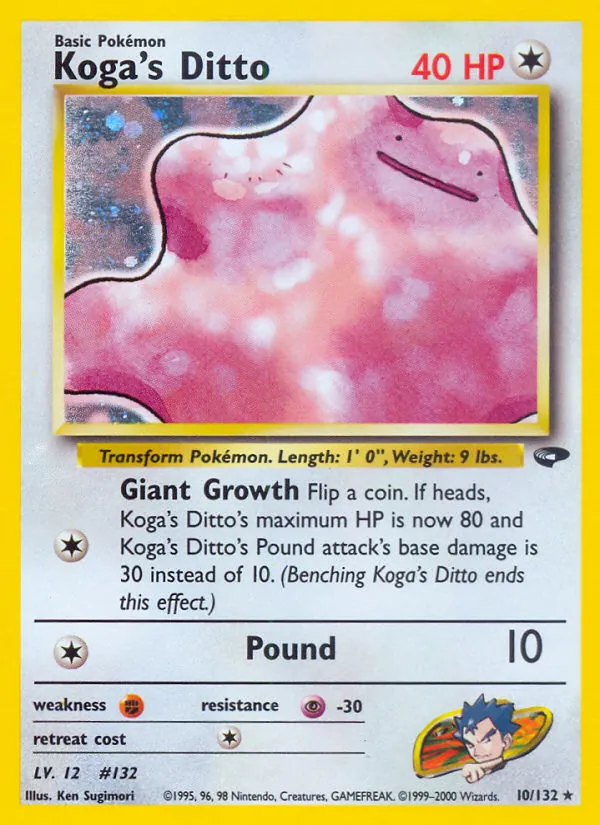 Basic Pokémon
Koga's Ditto 40 HP
Transform Pokémon. Length: 1' 0", Weight: 9 lbs.
Giant Growth Flip a coin. If heads,
Koga's Ditto's maximum HP is now 80 and
Koga's Ditto's Pound attack's base damage is
30 instead of 10. (Benching Koga's Ditto ends
this effect.)
Pound 10
weakness resistance -30
retreat cost
LV. 12 #132
Illus. Ken Sugimori ©1995, 96, 98 Nintendo, Creatures, GAMEFREAK. ©1999-2000 Wizards. 10/132